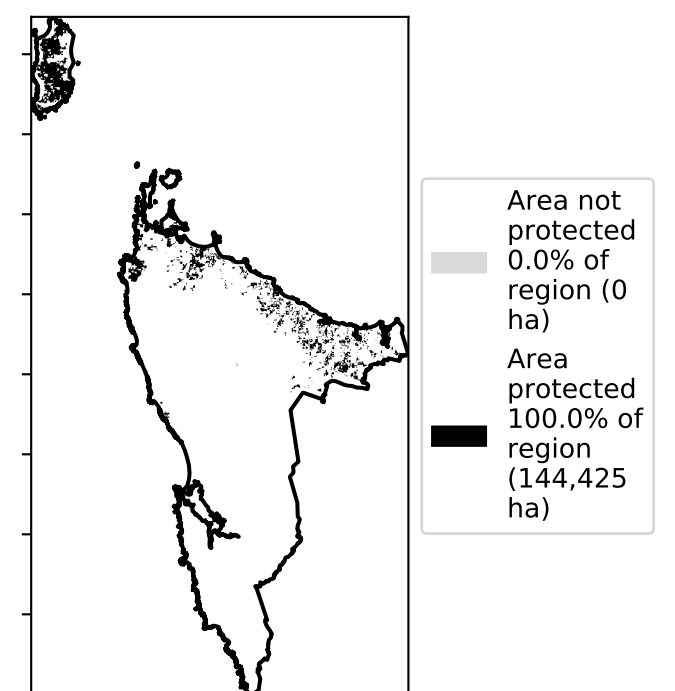 Area not
protected
0.0% of
region (0
ha)
Area
protected
100.0% of
region
(144,425
ha)